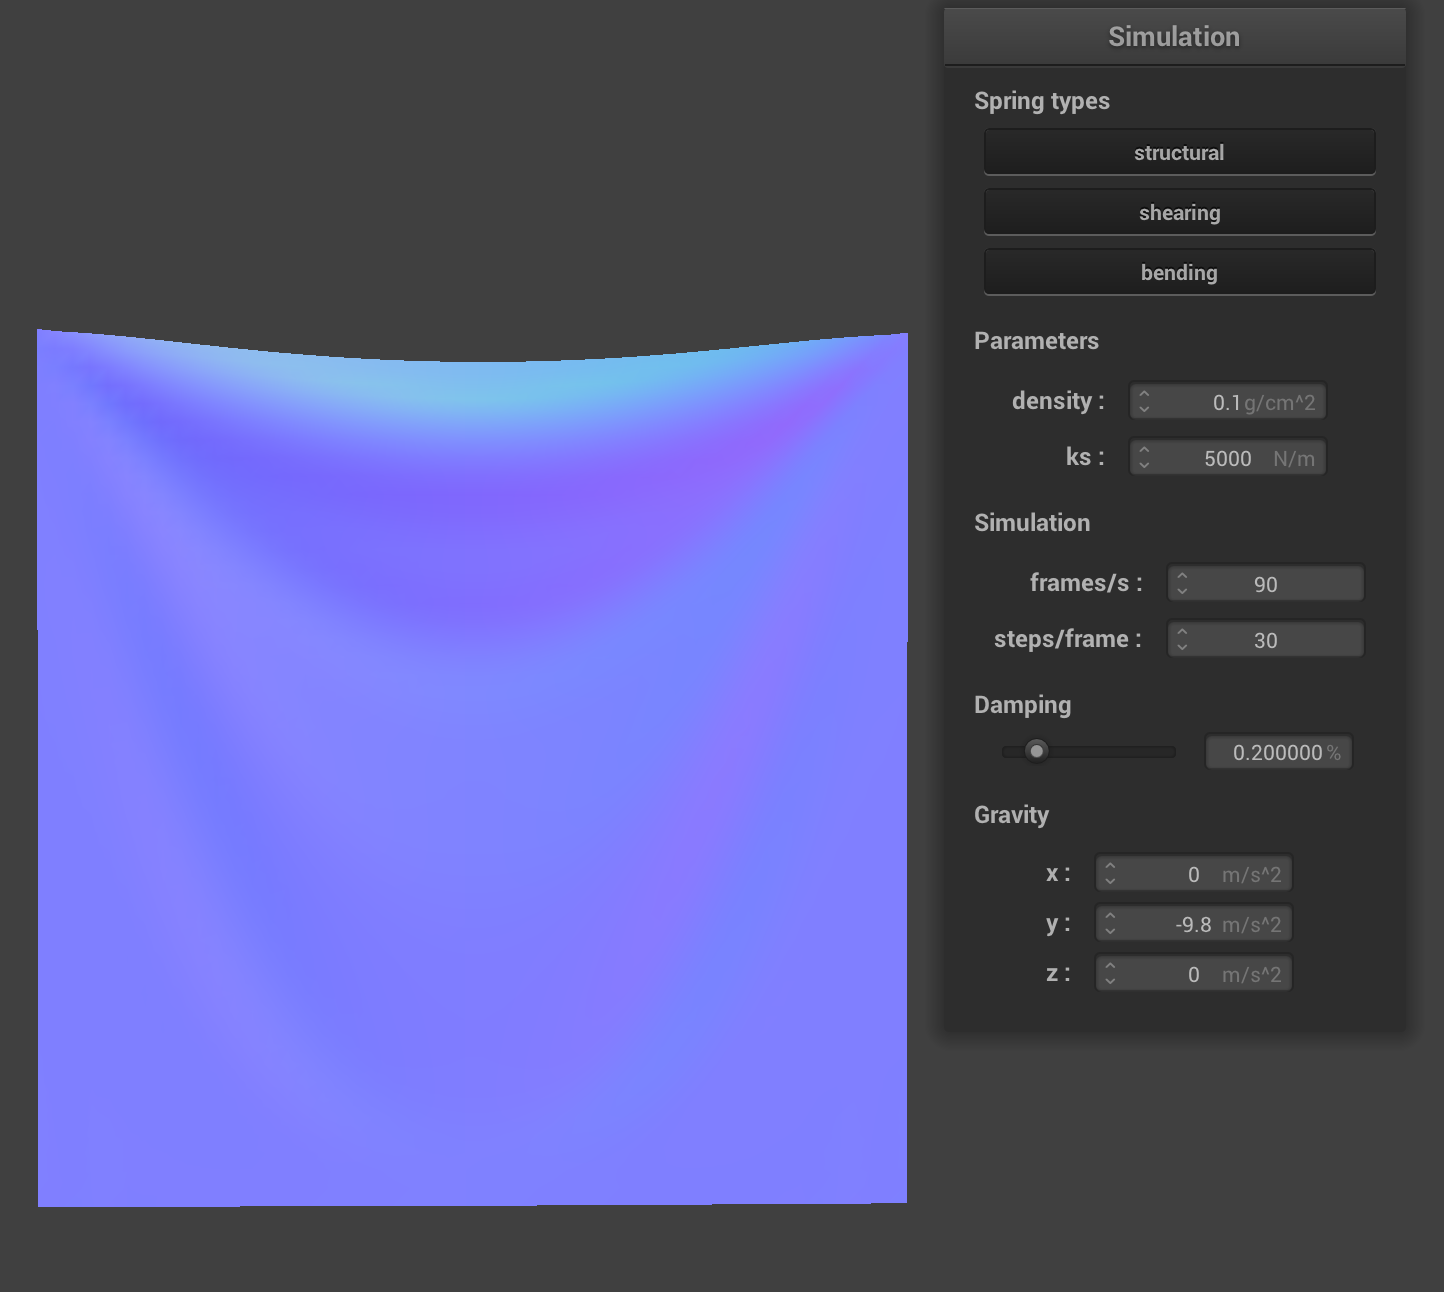 Simulation
Spring types
structural
shearing
bending
Parameters
density : 0.1 g/cm^2
ks : 5000 N/m
Simulation
frames/s : 90
steps/frame : 30
Damping
0.200000 %
Gravity
x : 0 m/s^2
y : -9.8 m/s^2
z : 0 m/s^2